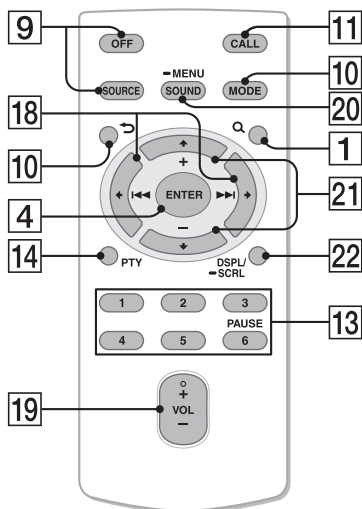 9 11
OFF CALL
10
SOURCE – MENU SOUND MODE
18 20
10 1
+
ENTER 21
4
–
14 PTY DSPL/ 22
– SCRL
1 2 3
PAUSE 13
4 5 6
+
19 VOL
–